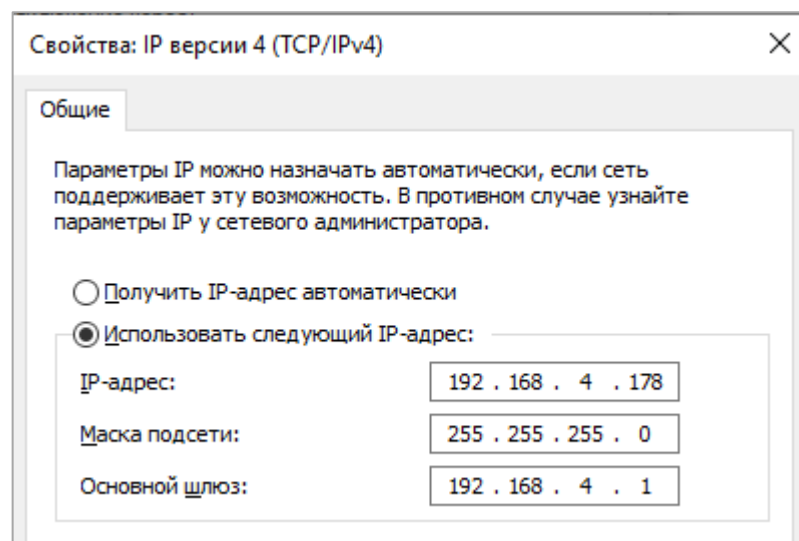 Свойства: IP версии 4 (TCP/IPv4)
Общие
Параметры IP можно назначать автоматически, если сеть
поддерживает эту возможность. В противном случае узнайте
параметры IP у сетевого администратора.
Получить IP-адрес автоматически
Использовать следующий IP-адрес:
IP-адрес: 192 . 168 . 4 . 178
Маска подсети: 255 . 255 . 255 . 0
Основной шлюз: 192 . 168 . 4 . 1